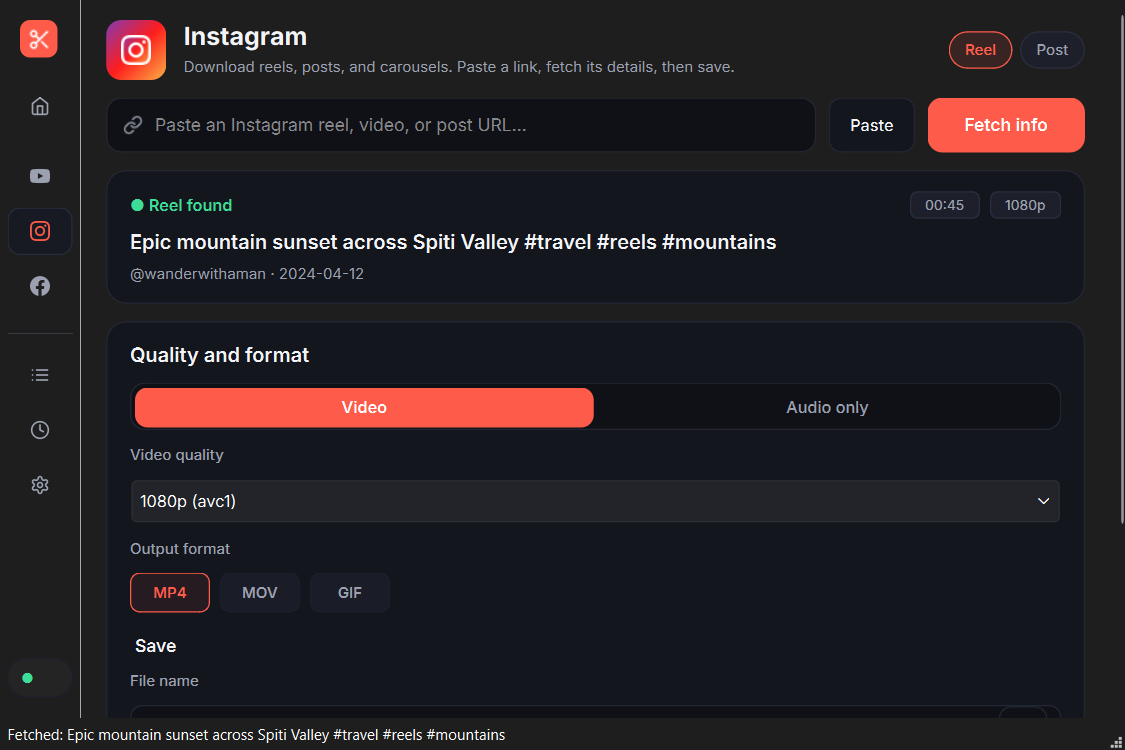 Instagram
Download reels, posts, and carousels. Paste a link, fetch its details, then save.
Reel
Post
Paste an Instagram reel, video, or post URL...
Paste
Fetch info
Reel found
00:45
1080p
Epic mountain sunset across Spiti Valley #travel #reels #mountains
@wanderwithaman · 2024-04-12
Quality and format
Video
Audio only
Video quality
1080p (avc1)
Output format
MP4
MOV
GIF
Save
File name
Fetched: Epic mountain sunset across Spiti Valley #travel #reels #mountains